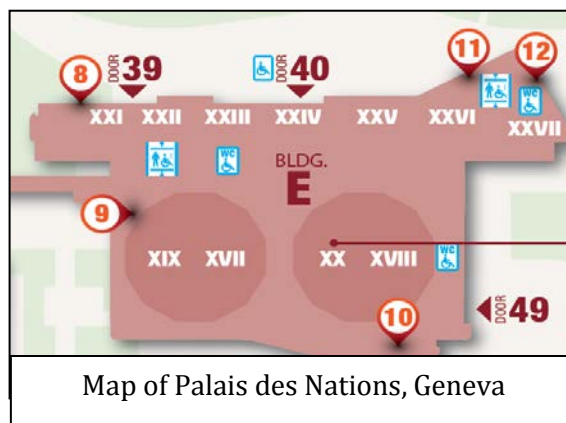 11
12
8
DOOR 39
DOOR 40
WC
XXI XXII XXIII XXIV XXV XXVI XXVII
WC
BLDG.
E
9
XIX XVII XX XVIII
WC
DOOR 49
10
Map of Palais des Nations, Geneva